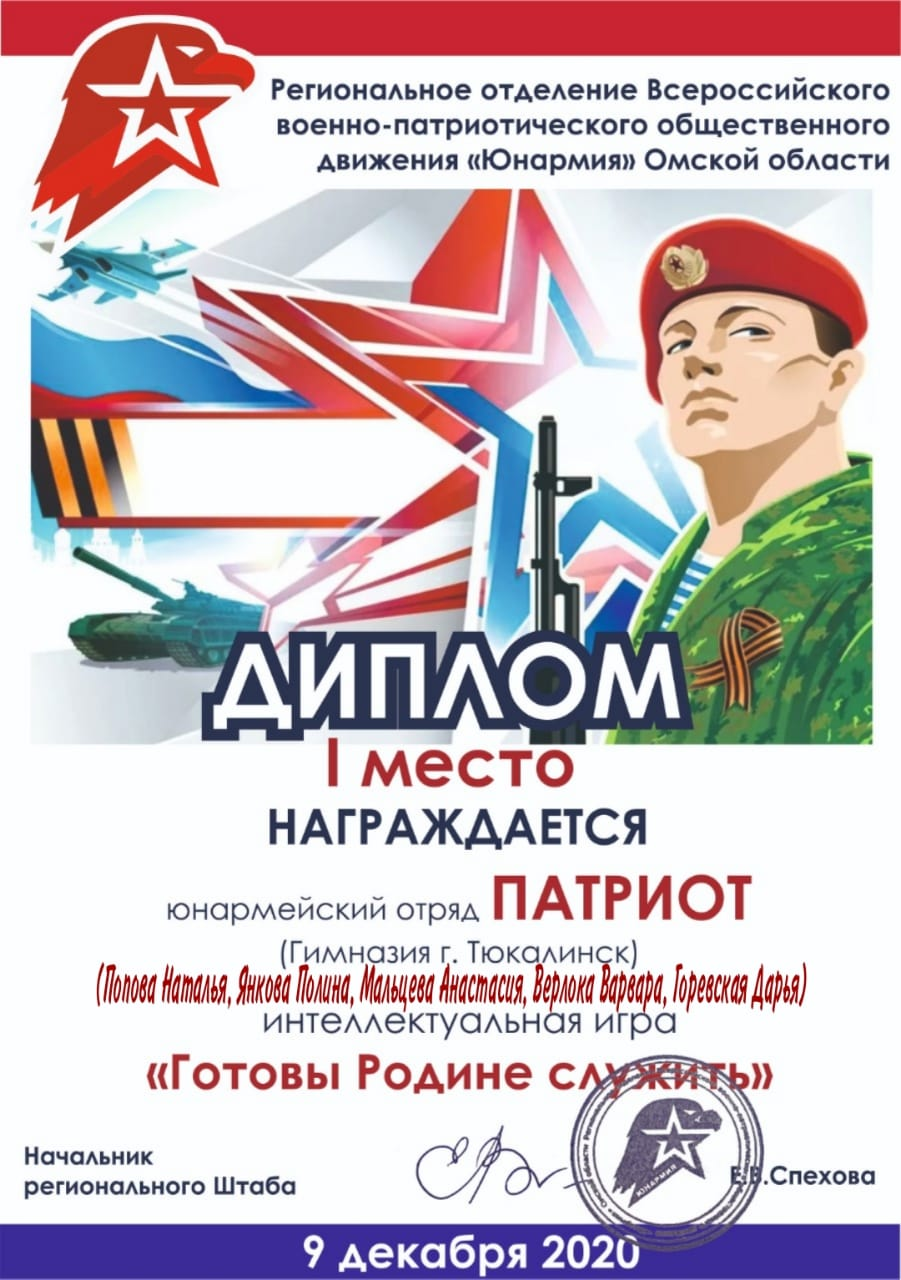 Региональное отделение Всероссийского
военно-патриотического общественного
движения «Юнармия» Омской области
ДИПЛОМ
I место
НАГРАЖДАЕТСЯ
юнармейский отряд ПАТРИОТ
(Гимназия г. Тюкалинск)
(Попова Наталья, Янкова Полина, Мальцева Анастасия, Верлока Варвара, Горевская Дарья)
интеллектуальная игра
«Готовы Родине служить»
Начальник
регионального Штаба
Е.В.Спехова
ЮНАРМИЯ
9 декабря 2020